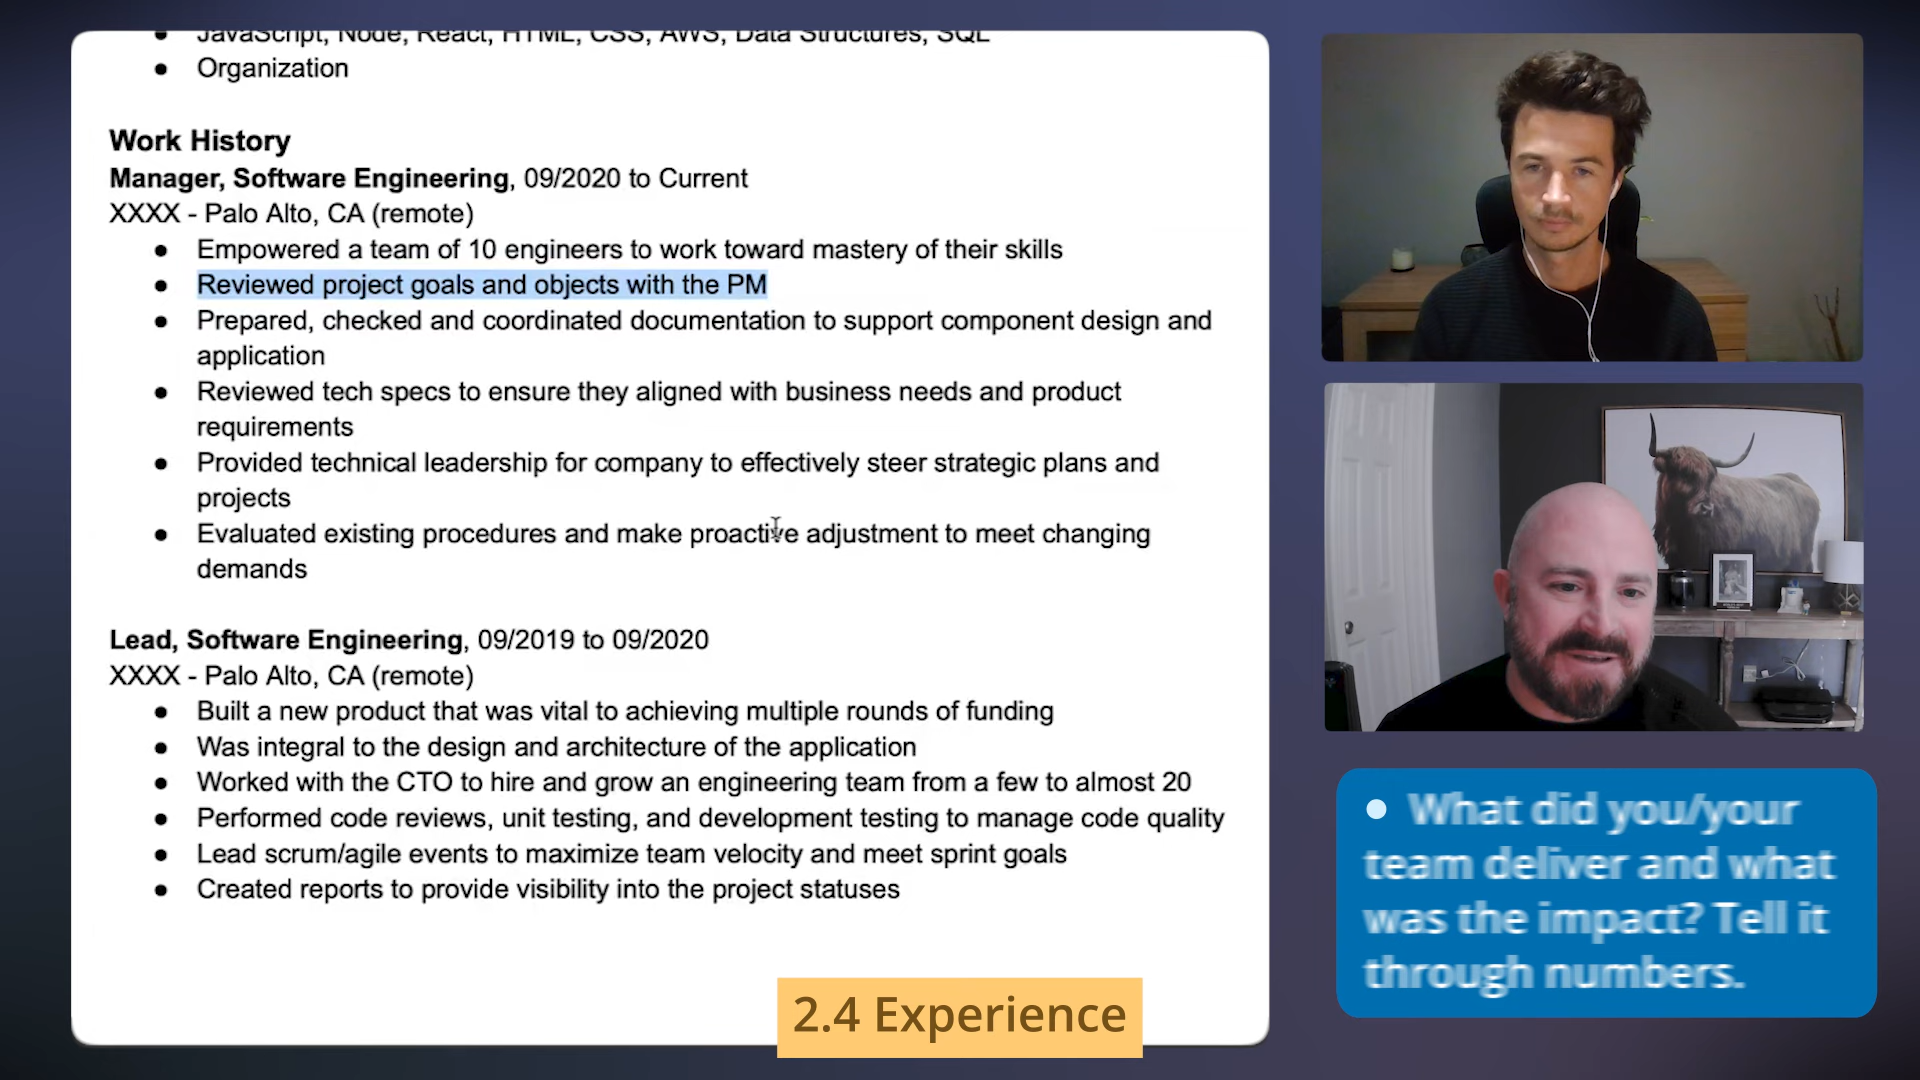 JavaScript, Node, React, HTML, CSS, AWS, Data Structures, SQL
Organization
Work History
Manager, Software Engineering, 09/2020 to Current
XXXX - Palo Alto, CA (remote)
Empowered a team of 10 engineers to work toward mastery of their skills
Reviewed project goals and objects with the PM
Prepared, checked and coordinated documentation to support component design and
application
Reviewed tech specs to ensure they aligned with business needs and product
requirements
Provided technical leadership for company to effectively steer strategic plans and
projects
Evaluated existing procedures and make proactive adjustment to meet changing
demands
Lead, Software Engineering, 09/2019 to 09/2020
XXXX - Palo Alto, CA (remote)
Built a new product that was vital to achieving multiple rounds of funding
Was integral to the design and architecture of the application
Worked with the CTO to hire and grow an engineering team from a few to almost 20
Performed code reviews, unit testing, and development testing to manage code quality
Lead scrum/agile events to maximize team velocity and meet sprint goals
Created reports to provide visibility into the project statuses
What did you/your
team deliver and what
was the impact? Tell it
through numbers.
2.4 Experience